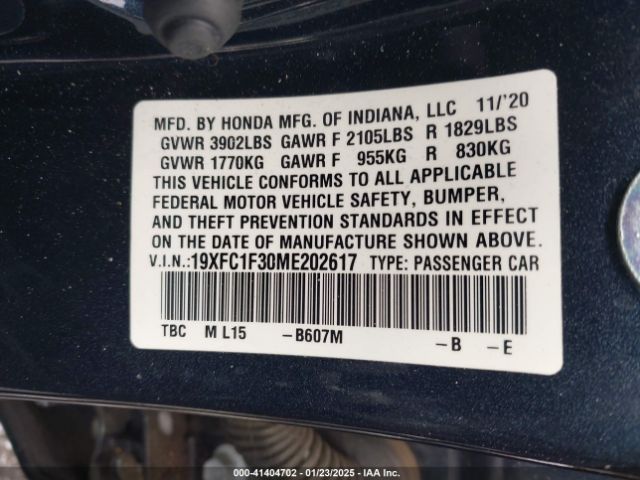 MFD. BY HONDA MFG. OF INDIANA, LLC 11/'20
GVWR 3902LBS GAWR F 2105LBS R 1829LBS
GVWR 1770KG GAWR F 955KG R 830KG
THIS VEHICLE CONFORMS TO ALL APPLICABLE
FEDERAL MOTOR VEHICLE SAFETY, BUMPER,
AND THEFT PREVENTION STANDARDS IN EFFECT
ON THE DATE OF MANUFACTURE SHOWN ABOVE.
V.I.N.:19XFC1F30ME202617 TYPE: PASSENGER CAR
TBC M L15 -B607M -B -E
000-41404702 - 01/23/2025 - IAA Inc.